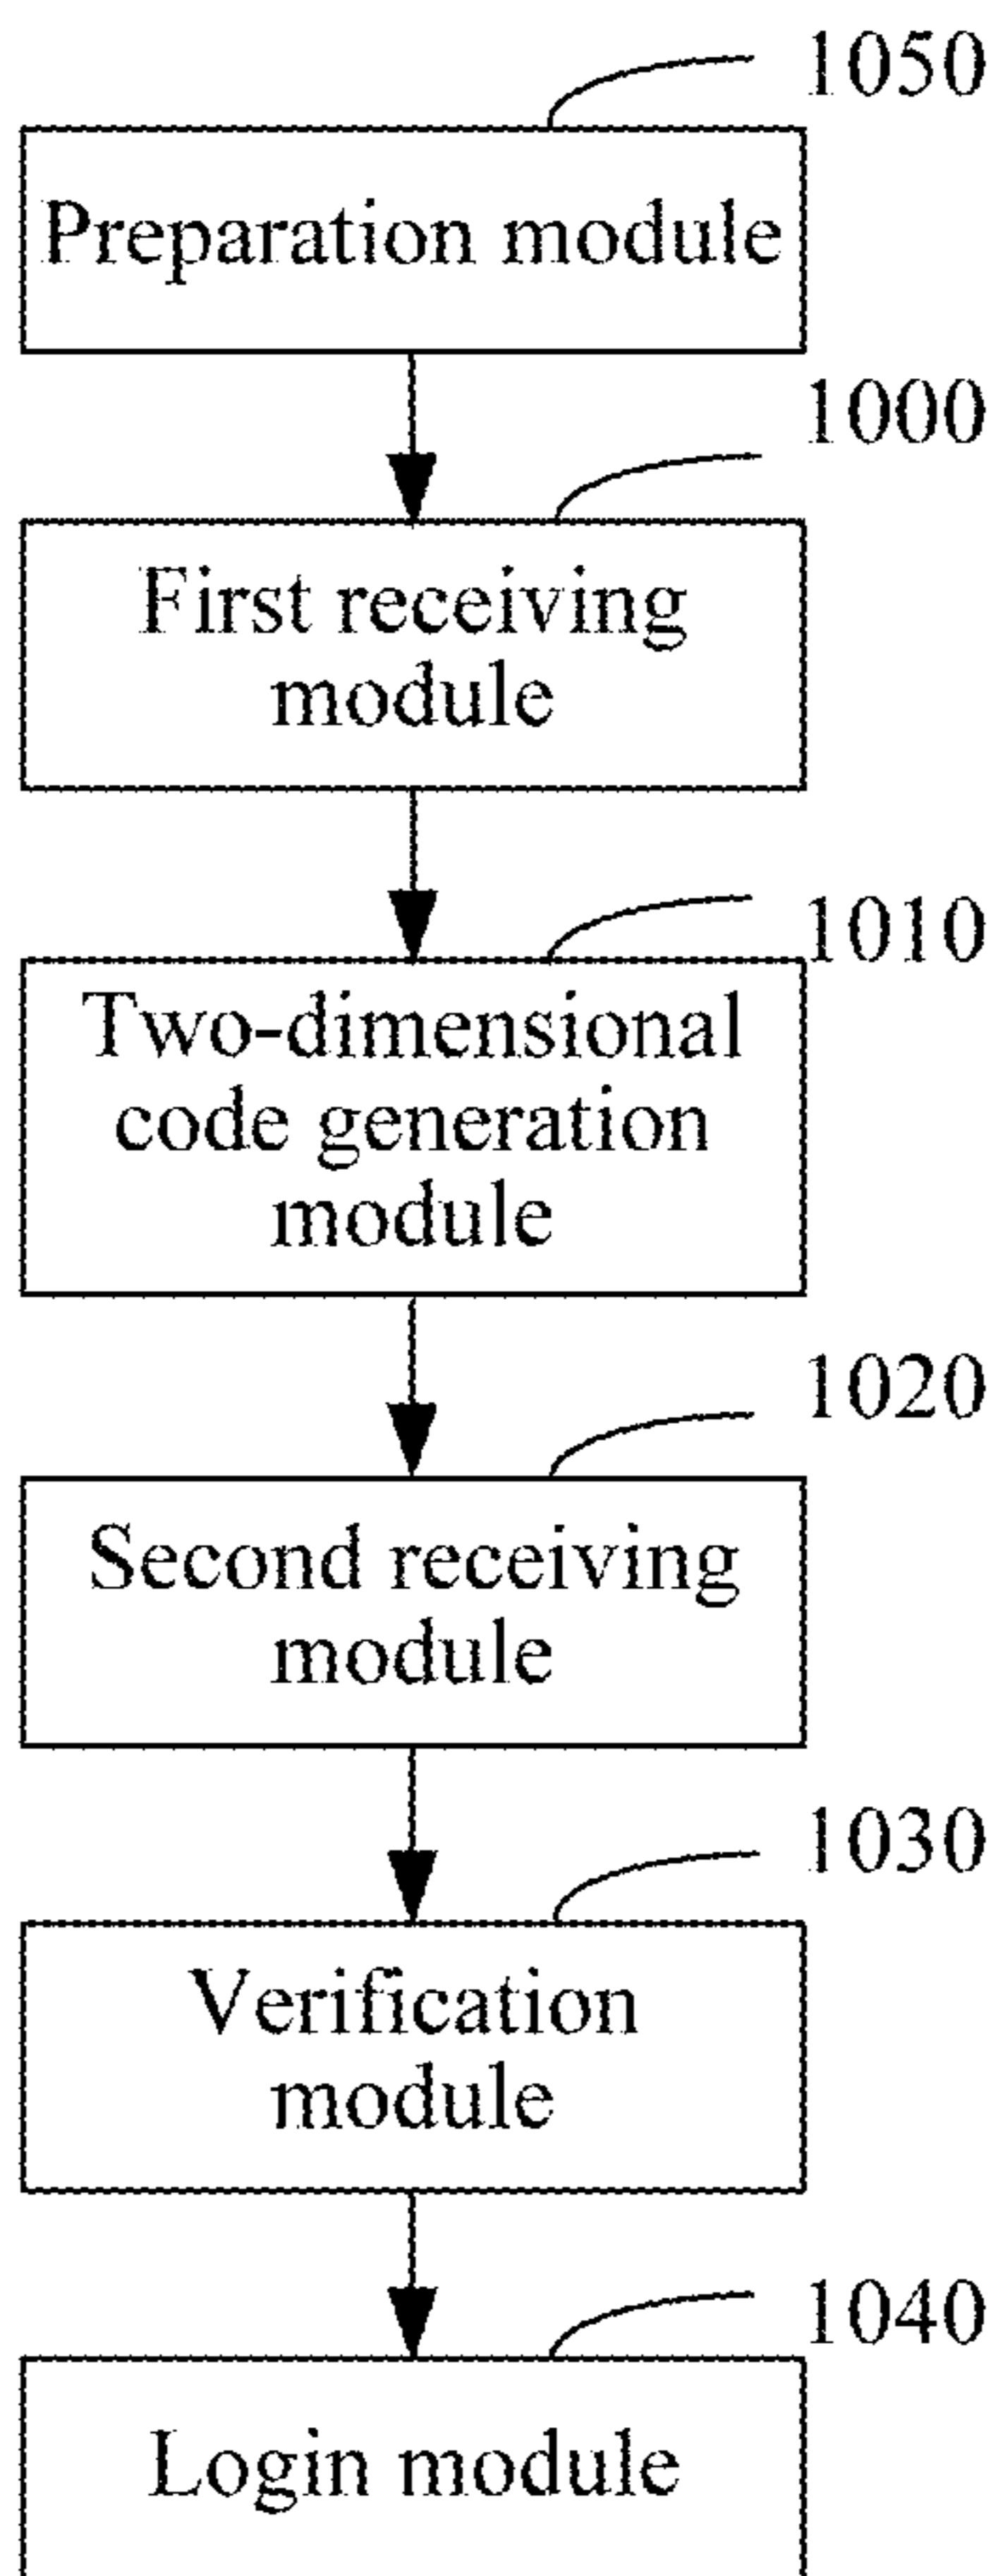 1050
Preparation module
1000
First receiving
module
1010
Two-dimensional
code generation
module
1020
Second receiving
module
1030
Verification
module
1040
Login module